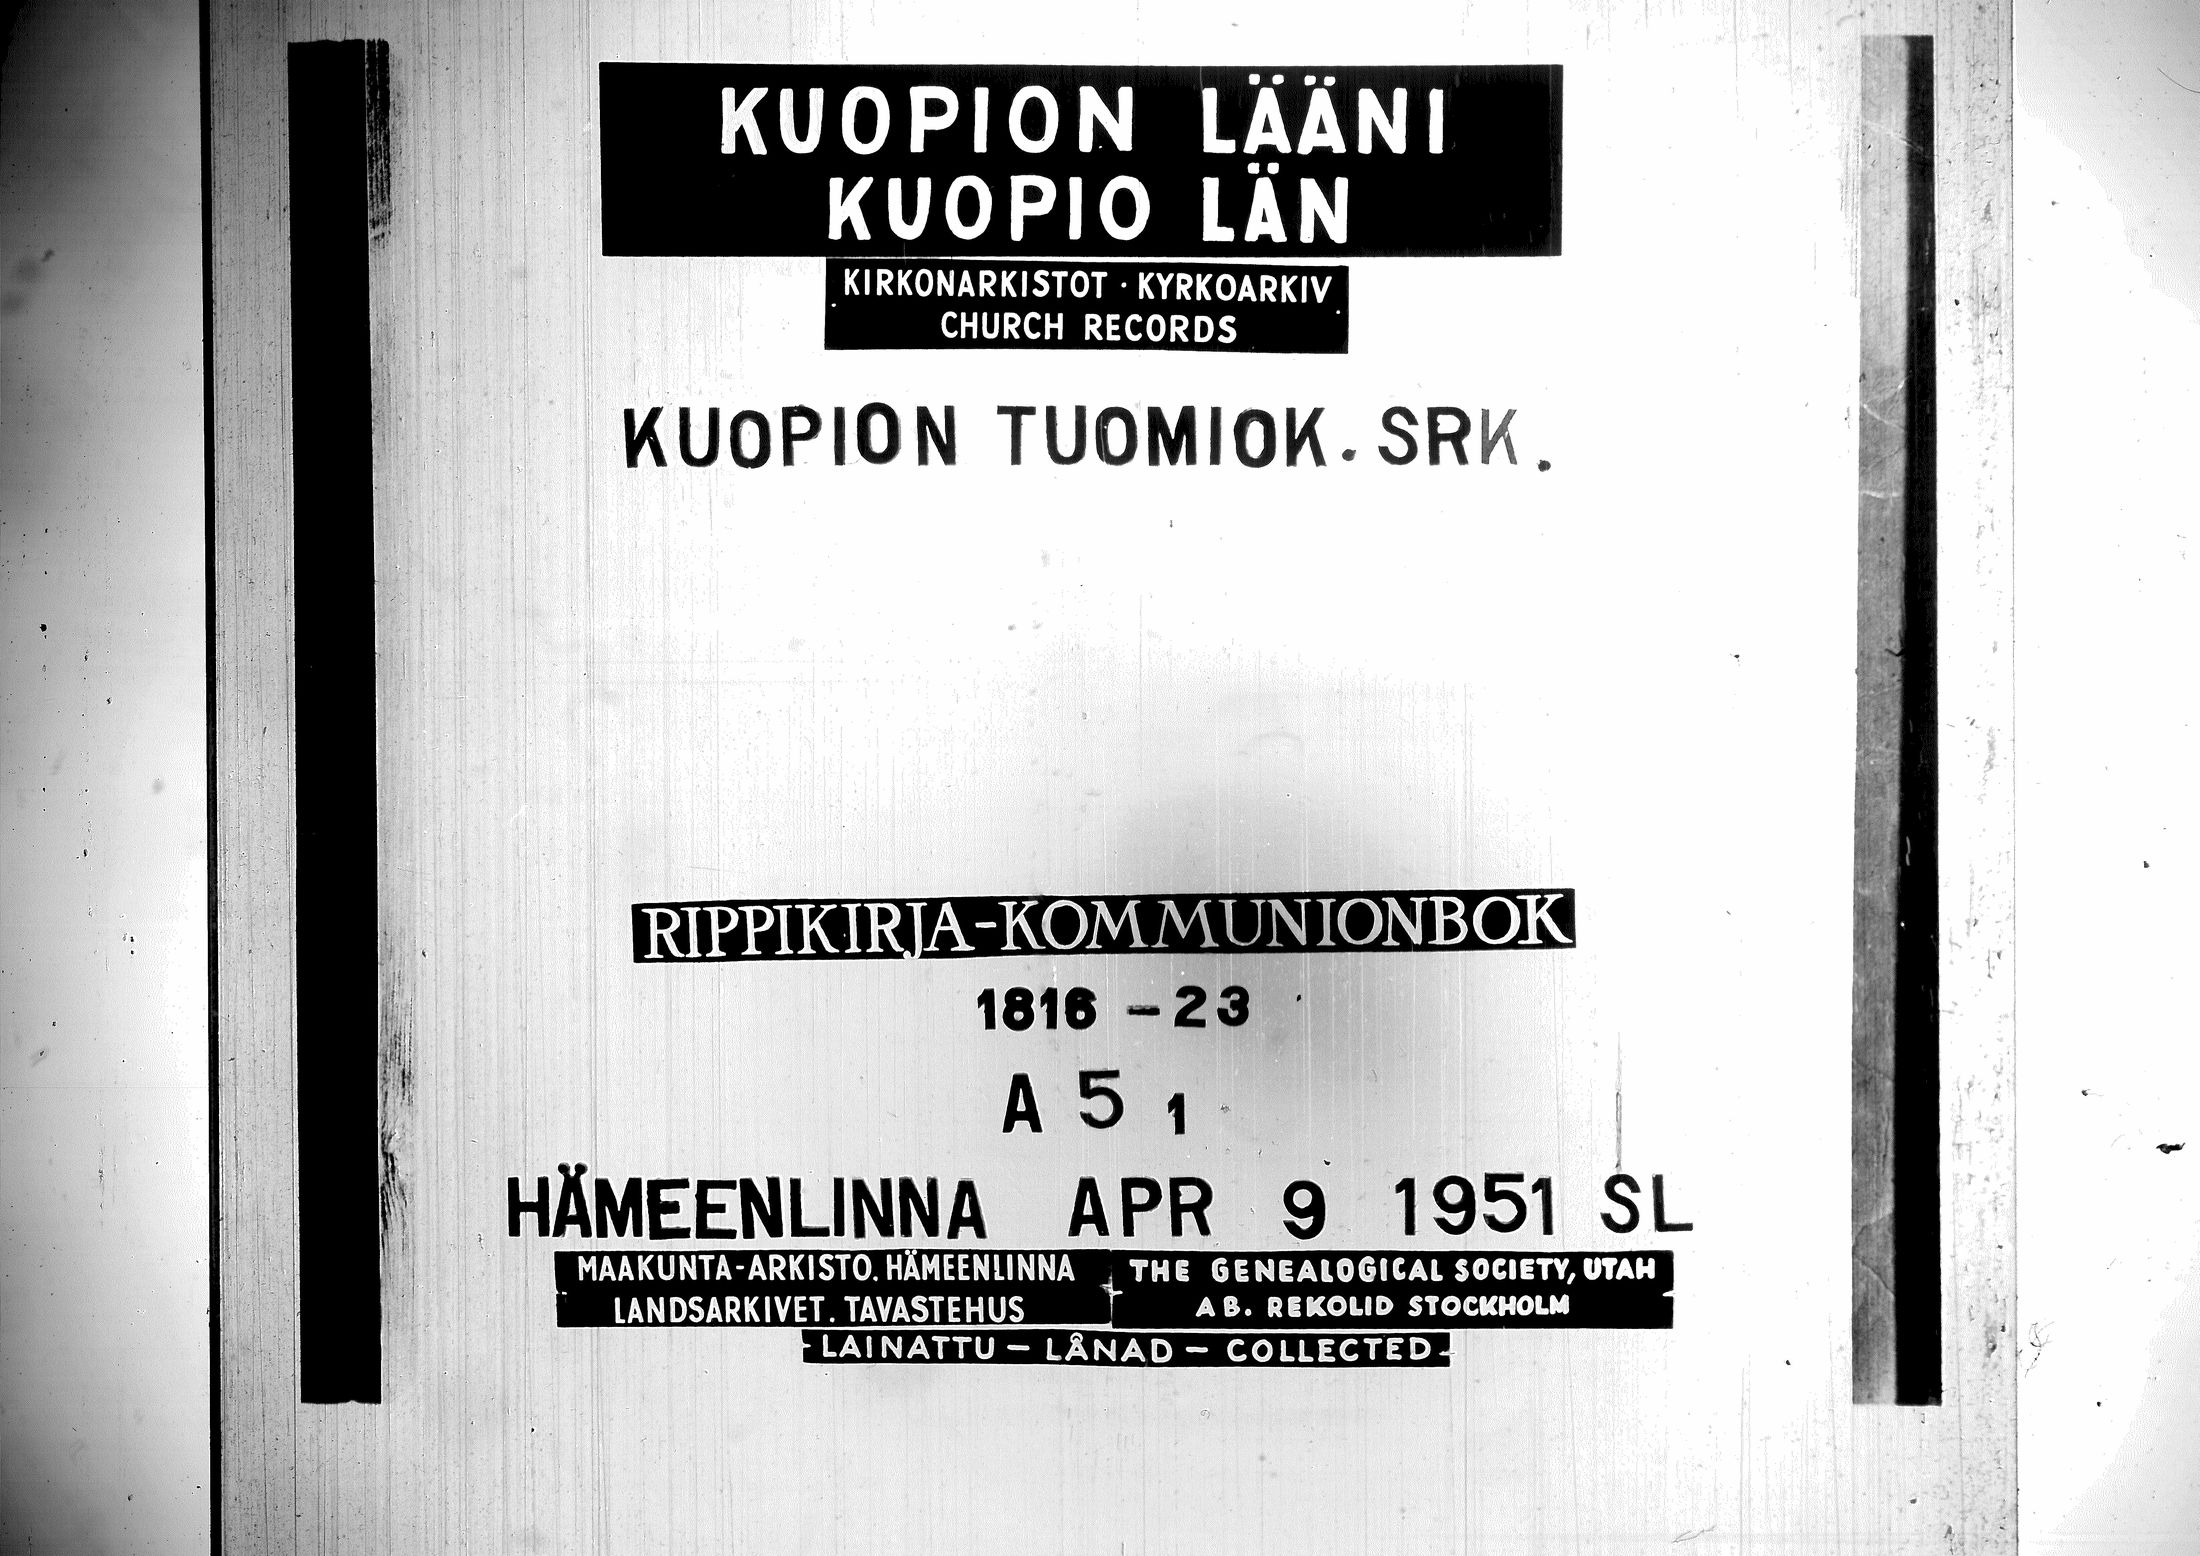 KUOPION LÄÄNI
KUOPIO LÄN
KIRKONARKISTOT · KYRKOARKIV
CHURCH RECORDS
KUOPION TUOMIOK. SRK.
RIPPIKIRJA-KOMMUNIONBOK
1816 - 23
A 5 1
HÄMEENLINNA APR 9 1951 SL
MAAKUNTA-ARKISTO. HÄMEENLINNA
LANDSARKIVET. TAVASTEHUS
THE GENEALOGICAL SOCIETY, UTAH
AB. REKOLID STOCKHOLM
LAINATTU - LÅNAD - COLLECTED